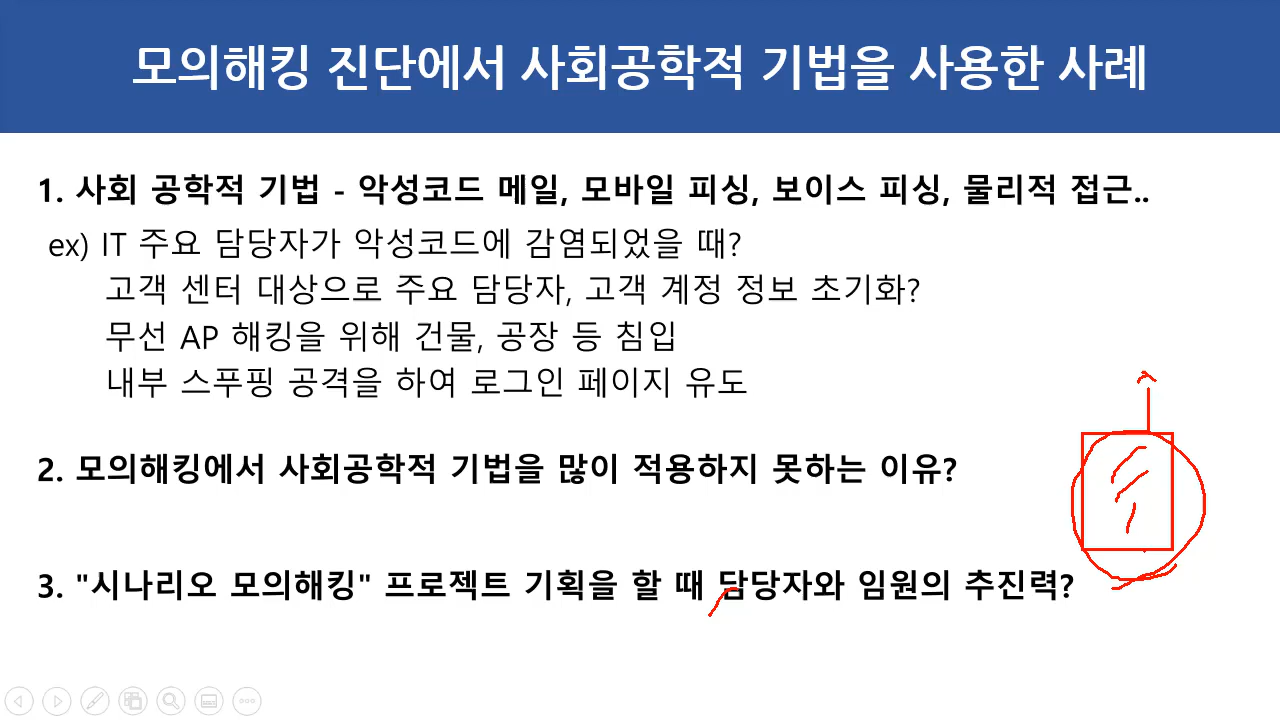 모의해킹 진단에서 사회공학적 기법을 사용한 사례
1. 사회 공학적 기법 - 악성코드 메일, 모바일 피싱, 보이스 피싱, 물리적 접근..
ex) IT 주요 담당자가 악성코드에 감염되었을 때?
고객 센터 대상으로 주요 담당자, 고객 계정 정보 초기화?
무선 AP 해킹을 위해 건물, 공장 등 침입
내부 스푸핑 공격을 하여 로그인 페이지 유도
2. 모의해킹에서 사회공학적 기법을 많이 적용하지 못하는 이유?
3. "시나리오 모의해킹" 프로젝트 기획을 할 때 담당자와 임원의 추진력?